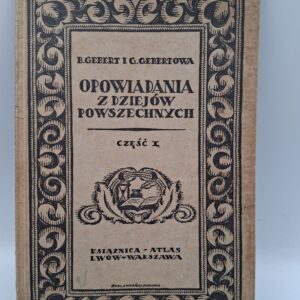 B. GEBERT I G. GEBERTOWA
OPOWIADANIA
Z DZIEJÓW
POWSZECHNYCH
CZĘŚĆ I.
KSIĄŻNICA - ATLAS
LWÓW - WARSZAWA